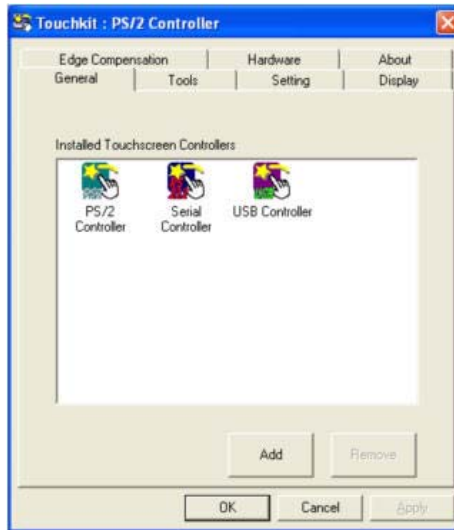 Touchkit : PS/2 Controller
Edge Compensation Hardware About
General Tools Setting Display
Installed Touchscreen Controllers
PS/2 Controller
Serial Controller
USB Controller
Add Remove
OK Cancel Apply